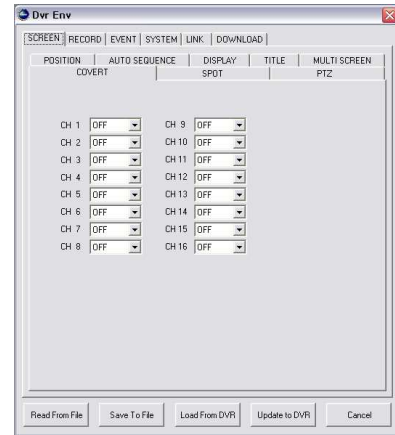 Dvr Env
SCREEN RECORD EVENT SYSTEM LINK DOWNLOAD
POSITION AUTO SEQUENCE DISPLAY TITLE MULTI SCREEN
COVERT SPOT PTZ
CH 1 OFF CH 9 OFF
CH 2 OFF CH 10 OFF
CH 3 OFF CH 11 OFF
CH 4 OFF CH 12 OFF
CH 5 OFF CH 13 OFF
CH 6 OFF CH 14 OFF
CH 7 OFF CH 15 OFF
CH 8 OFF CH 16 OFF
Read From File Save To File Load From DVR Update to DVR Cancel